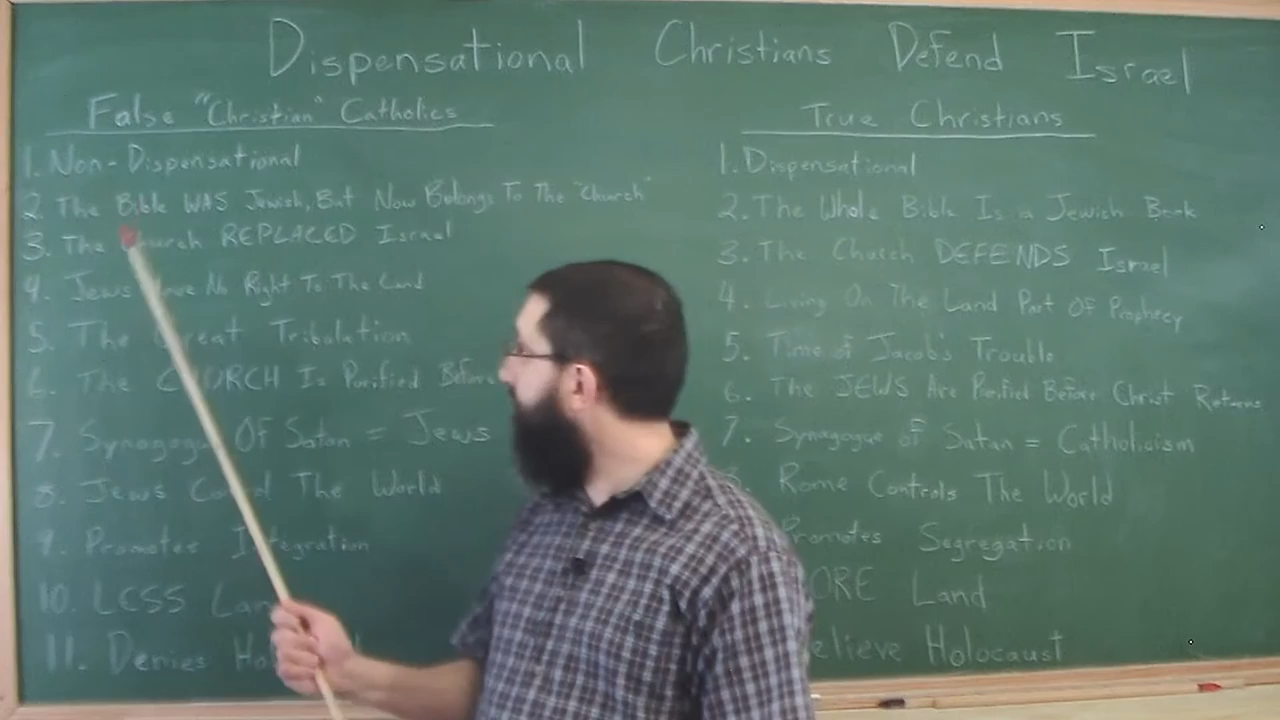 Dispensational Christians Defend Israel
False "Christian" Catholics
1. Non-Dispensational
2. The Bible WAS Jewish, But Now Belongs To The "Church"
3. The Church REPLACED Israel
4. Jews Have No Right To The Land
5. The Great Tribulation
6. The CHURCH Is Purified Before
7. Synagogue Of Satan = Jews
8. Jews Control The World
9. Promotes Integration
10. LESS Land
11. Denies
True Christians
1. Dispensational
2. The Whole Bible Is a Jewish Book
3. The Church DEFENDS Israel
4. Living On The Land Part Of Prophecy
5. Time of Jacob's Trouble
6. The JEWS Are Purified Before Christ Returns
7. Synagogue of Satan = Catholicism
8. Rome Controls The World
Promotes Segregation
ORE Land
elieve Holocaust